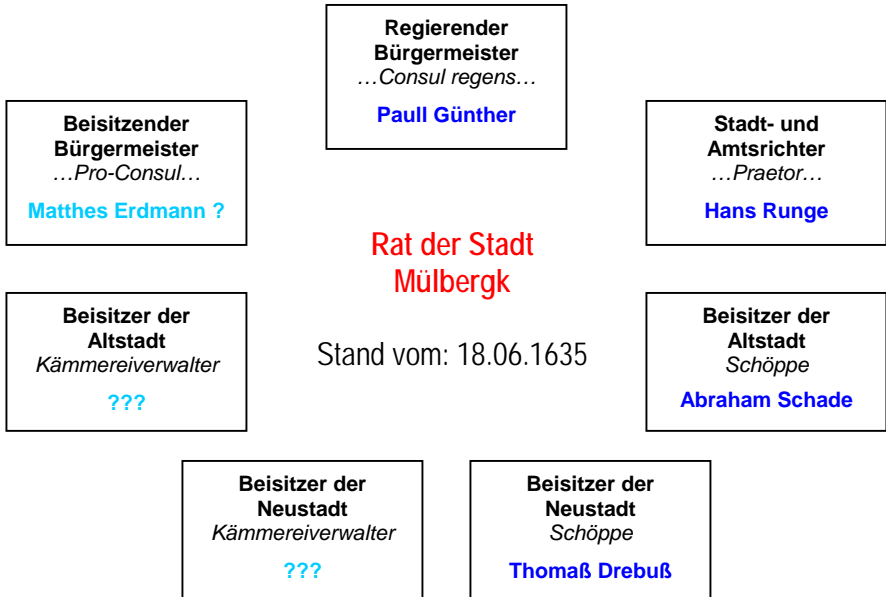 Regierender
Bürgermeister
…Consul regens…
Paull Günther
Beisitzender
Bürgermeister
…Pro-Consul…
Matthes Erdmann ?
Stadt- und
Amtsrichter
…Praetor…
Hans Runge
Rat der Stadt
Mülbergk
Stand vom: 18.06.1635
Beisitzer der
Altstadt
Kämmereiverwalter
???
Beisitzer der
Altstadt
Schöppe
Abraham Schade
Beisitzer der
Neustadt
Kämmereiverwalter
???
Beisitzer der
Neustadt
Schöppe
Thomaß Drebuß